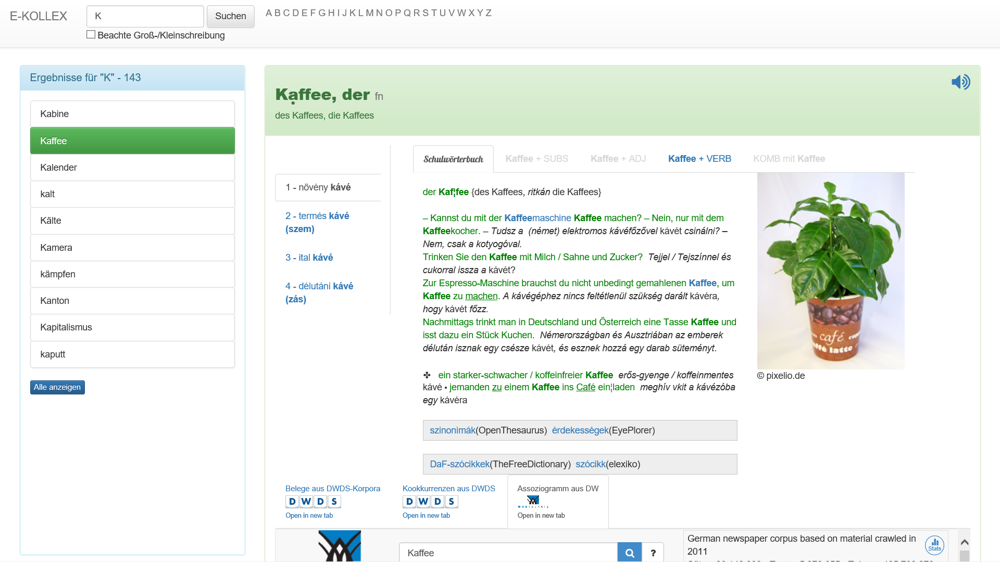 E-KOLLEX
K
Suchen
A B C D E F G H I J K L M N O P Q R S T U V W X Y Z
Beachte Groß-/Kleinschreibung
Ergebnisse für "K" - 143
Kabine
Kaffee
Kalender
kalt
Kälte
Kamera
kämpfen
Kanton
Kapitalismus
kaputt
Alle anzeigen
Kạffee, der fn
des Kaffees, die Kaffees
1 - növény kávé
2 - termés kávé
(szem)
3 - ital kávé
4 - délutáni kávé
(zás)
Schulwörterbuch
Kaffee + SUBS
Kaffee + ADJ
Kaffee + VERB
KOMB mit Kaffee
der Kaf¦fee {des Kaffees, ritkán die Kaffees}
– Kannst du mit der Kaffeemaschine Kaffee machen? – Nein, nur mit dem
Kaffeekocher. – Tudsz a (német) elektromos kávéfőzővel kávét csinálni? –
Nem, csak a kotyogóval.
Trinken Sie den Kaffee mit Milch / Sahne und Zucker? Tejjel / Tejszínnel és
cukorral issza a kávét?
Zur Espresso-Maschine brauchst du nicht unbedingt gemahlenen Kaffee, um
Kaffee zu machen. A kávégéphez nincs feltétlenül szükség darált kávéra,
hogy kávét főzz.
Nachmittags trinkt man in Deutschland und Österreich eine Tasse Kaffee und
isst dazu ein Stück Kuchen. Németországban és Ausztriában az emberek
délután isznak egy csésze kávét, és esznek hozzá egy darab süteményt.
✤ ein starker-schwacher / koffeinfreier Kaffee erős-gyenge / koffeinmentes
kávé • jemanden zu einem Kaffee ins Café ein¦laden meghív vkit a kávézóba
egy kávéra
café
ffè latte
© pixelio.de
szinonimák(OpenThesaurus) érdekességek(EyePlorer)
DaF-szócikkek(TheFreeDictionary) szócikk(elexiko)
Belege aus DWDS-Korpora
D W D S
Open in new tab
Kookkurrenzen aus DWDS
D W D S
Open in new tab
Assoziogramm aus DW
WORTSCHATZ
Open in new tab
Kaffee
?
German newspaper corpus based on material crawled in
2011
Stats